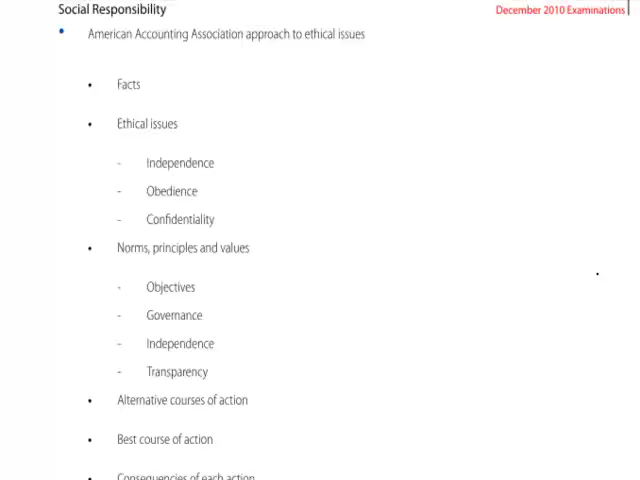 Social Responsibility
December 2010 Examinations
• American Accounting Association approach to ethical issues
• Facts
• Ethical issues
- Independence
- Obedience
- Confidentiality
• Norms, principles and values
- Objectives
- Governance
- Independence
- Transparency
• Alternative courses of action
• Best course of action
• Consequencies of each action